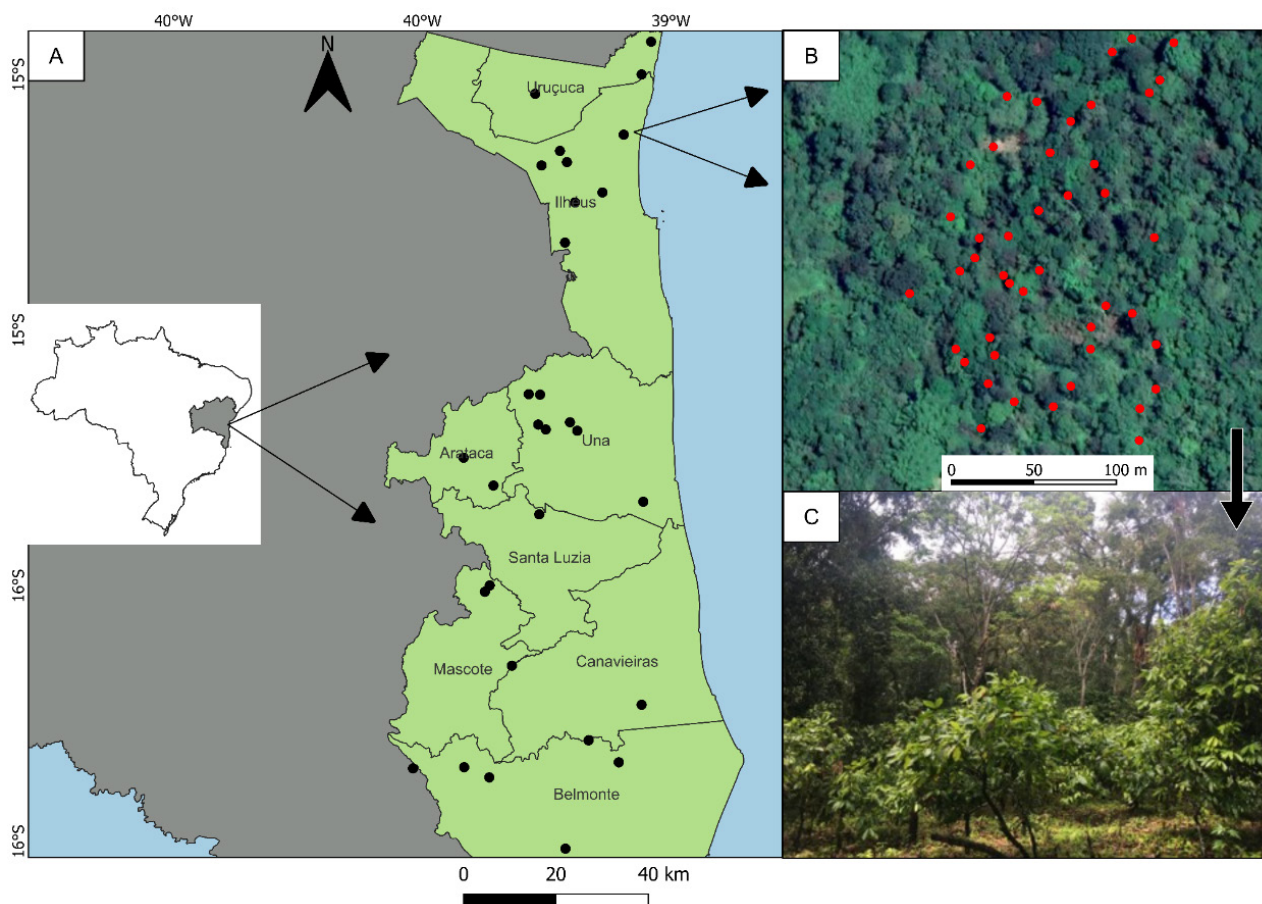 40°W 40°W 39°W
A
N
B
15°S
Uruçuca
Ilhéus
15°S
Una
Arataca
0 50 100 m
C
Santa Luzia
16°S
Mascote
Canavieiras
Belmonte
16°S
0 20 40 km